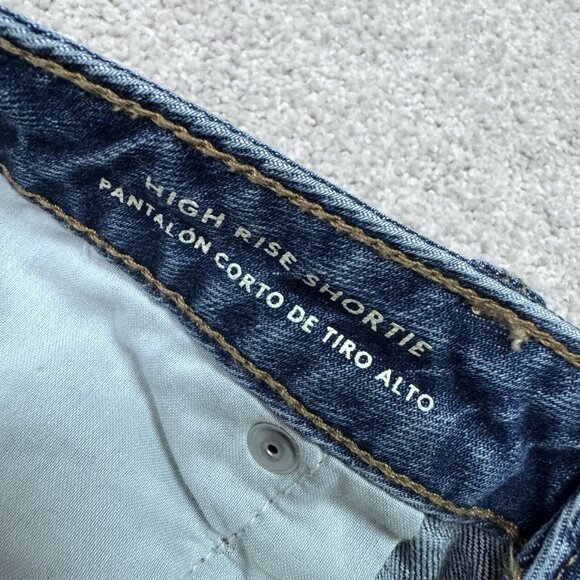 HIGH RISE SHORTIE
PANTALÓN CORTO DE TIRO ALTO